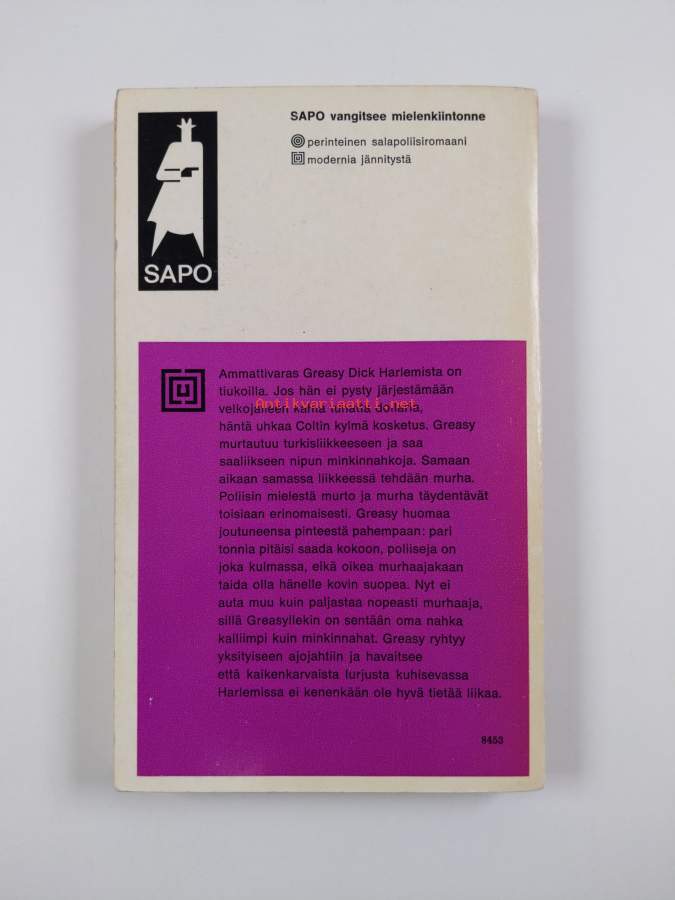 SAPO vangitsee mielenkiintonne
perinteinen salapoliisiromaani
modernia jännitystä
SAPO
Ammattivaras Greasy Dick Harlemista on
tiukoilla. Jos hän ei pysty järjestämään
velkojalleen kahta tuhatta dollaria,
Antikvariaatti.net
häntä uhkaa Coltin kylmä kosketus. Greasy
murtautuu turkisliikkeeseen ja saa
saaliikseen nipun minkinnahkoja. Samaan
aikaan samassa liikkeessä tehdään murha.
Poliisin mielestä murto ja murha täydentävät
toisiaan erinomaisesti. Greasy huomaa
joutuneensa pinteestä pahempaan: pari
tonnia pitäisi saada kokoon, poliiseja on
joka kulmassa, eikä oikea murhaajakaan
taida olla hänelle kovin suopea. Nyt ei
auta muu kuin paljastaa nopeasti murhaaja,
sillä Greasyllekin on sentään oma nahka
kalliimpi kuin minkinnahat. Greasy ryhtyy
yksityiseen ajojahtiin ja havaitsee
että kaikenkarvaista lurjusta kuhisevassa
Harlemissa ei kenenkään ole hyvä tietää liikaa.
8453